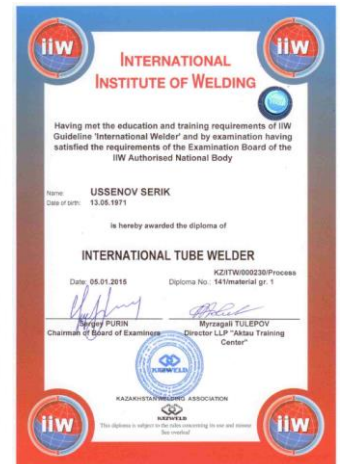 iiw
iiw
INTERNATIONAL
INSTITUTE OF WELDING
Having met the education and training requirements of IIW
Guideline 'International Welder' and by examination having
satisfied the requirements of the Examination Board of the
IIW Authorised National Body
Name: USSENOV SERIK
Date of birth: 13.05.1971
is hereby awarded the diploma of
INTERNATIONAL TUBE WELDER
KZ/ITW/000230/Process
Date: 05.01.2015 Diploma No.: 141/material gr. 1
Sergey PURIN Myrzagali TULEPOV
Chairman of Board of Examiners Director LLP "Aktau Training
Center"
KAZWELD
KAZAKHSTAN WELDING ASSOCIATION
KAZWELD
This diploma is subject to the rules concerning its use and misuse
iiw
iiw